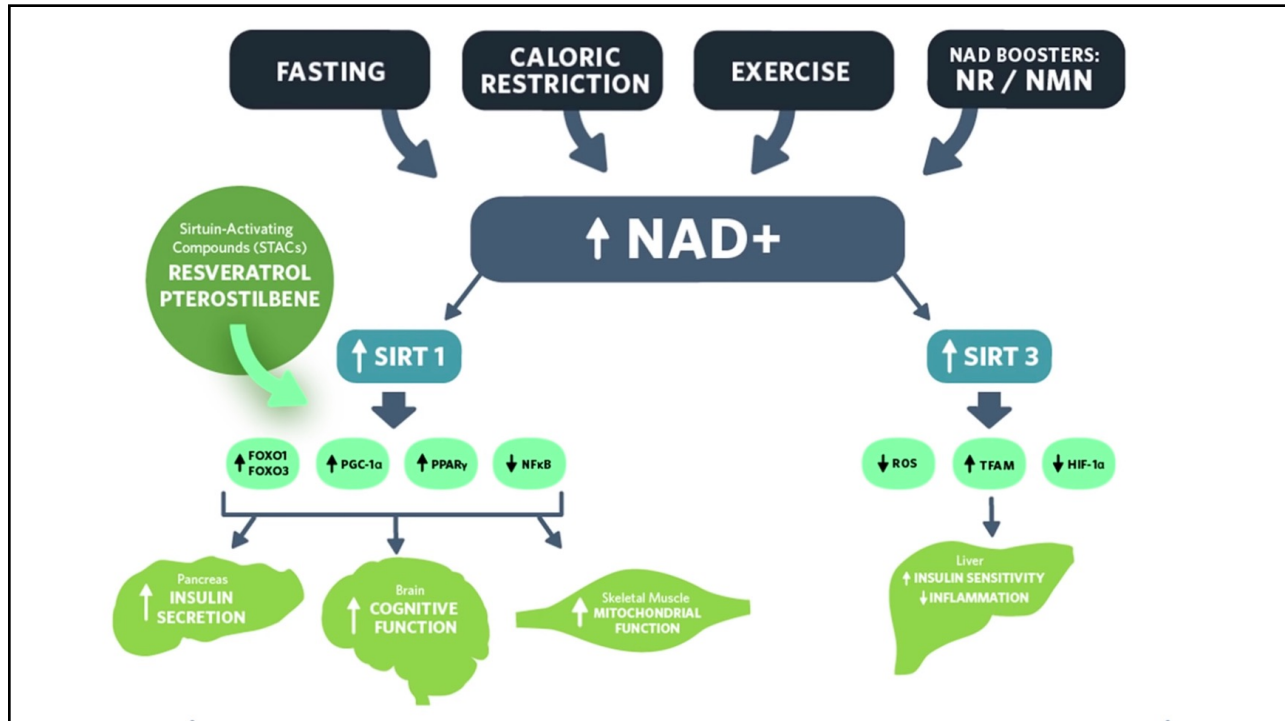 FASTING
CALORIC
RESTRICTION
EXERCISE
NAD BOOSTERS:
NR / NMN
↑ NAD+
Sirtuin-Activating
Compounds (STACs)
RESVERATROL
PTEROSTILBENE
↑ SIRT 1
↑ SIRT 3
↑ FOXO1
FOXO3
↑ PGC-1α
↑ PPARγ
↓ NFκB
↓ ROS
↑ TFAM
↓ HIF-1α
Pancreas
↑ INSULIN
SECRETION
Brain
↑ COGNITIVE
FUNCTION
Skeletal Muscle
↑ MITOCHONDRIAL
FUNCTION
Liver
↑ INSULIN SENSITIVITY
↓ INFLAMMATION